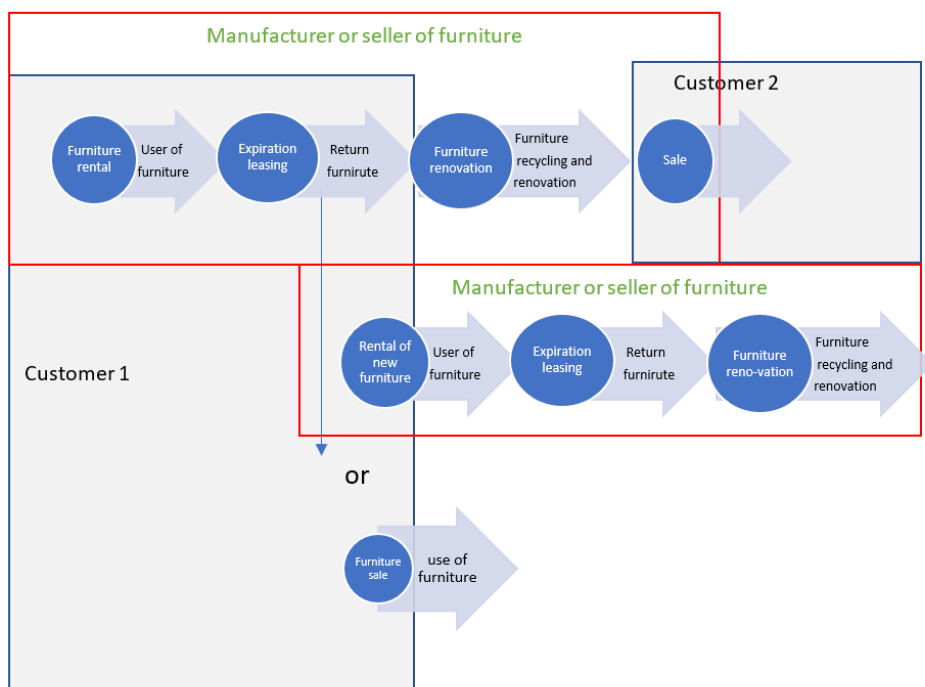 Manufacturer or seller of furniture
Customer 2
Furniture
rental
User of
furniture
Expiration
leasing
Return
furnirute
Furniture
renovation
Furniture
recycling and
renovation
Sale
Manufacturer or seller of furniture
Customer 1
Rental of
new
furniture
User of
furniture
Expiration
leasing
Return
furnirute
Furniture
reno-vation
Furniture
recycling and
renovation
or
Furniture
sale
use of
furniture